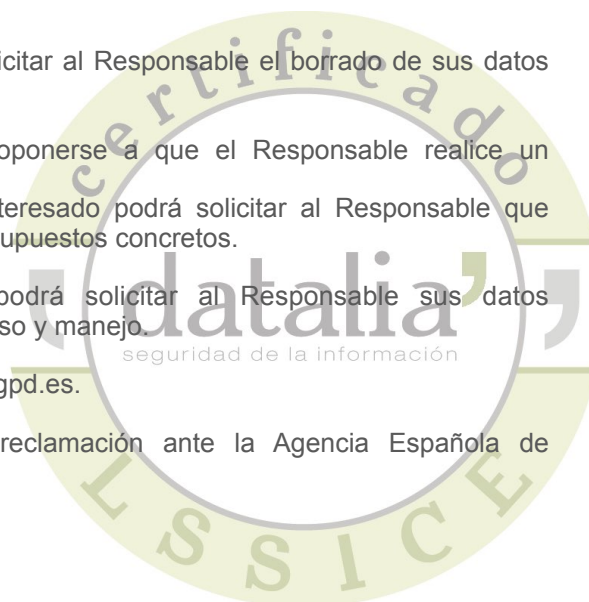 icitar al Responsable el borrado de sus datos
certificado
oponerse a que el Responsable realice un
teresado podrá solicitar al Responsable que
upuestos concretos.
datalia
podrá solicitar al Responsable sus datos
so y manejo.
seguridad de la información
gpd.es.
reclamación ante la Agencia Española de
LSSICE